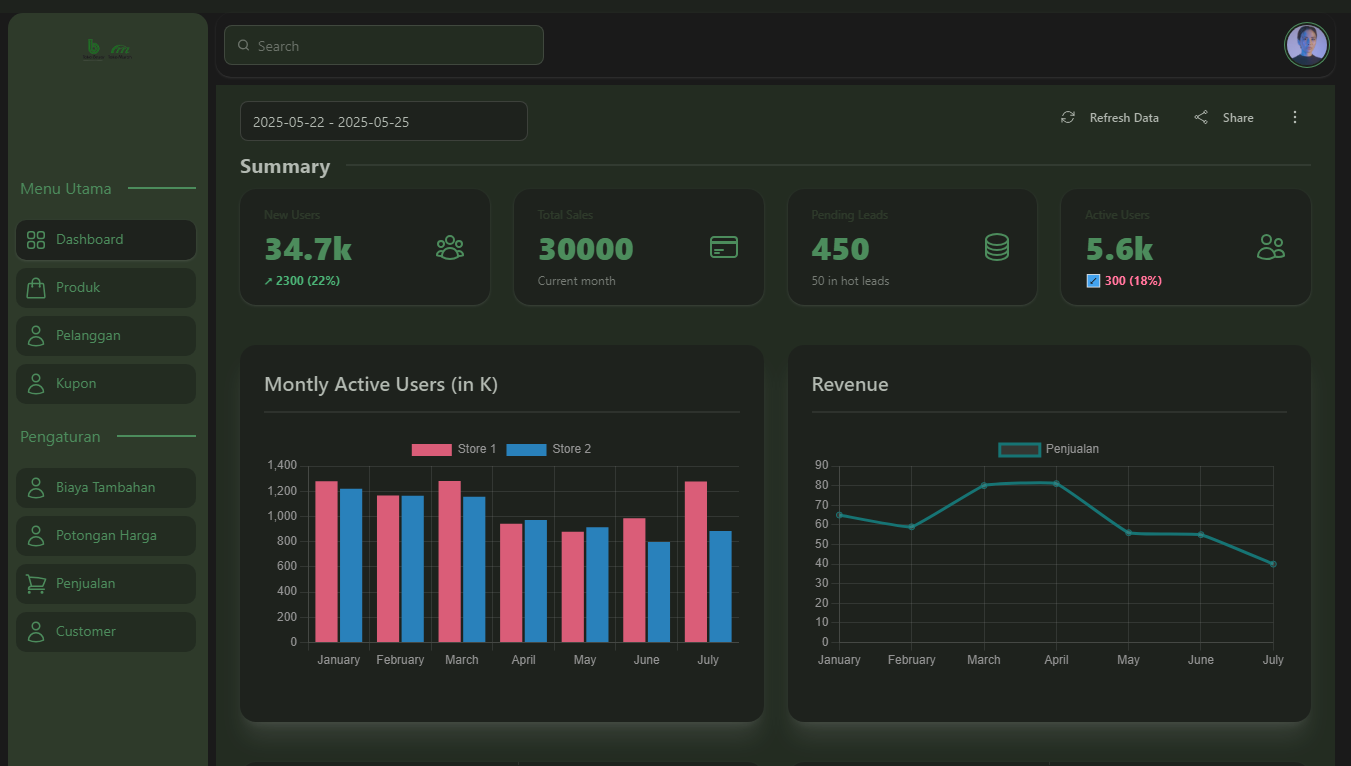 Search
2025-05-22 - 2025-05-25
Refresh Data
Share
Menu Utama
Dashboard
Produk
Pelanggan
Kupon
Pengaturan
Biaya Tambahan
Potongan Harga
Penjualan
Customer
Summary
New Users
34.7k
↗ 2300 (22%)
Total Sales
30000
Current month
Pending Leads
450
50 in hot leads
Active Users
5.6k
↙ 300 (18%)
Montly Active Users (in K)
Store 1 Store 2
1,400
1,200
1,000
800
600
400
200
0
January February March April May June July
Revenue
Penjualan
90
80
70
60
50
40
30
20
10
0
January February March April May June July